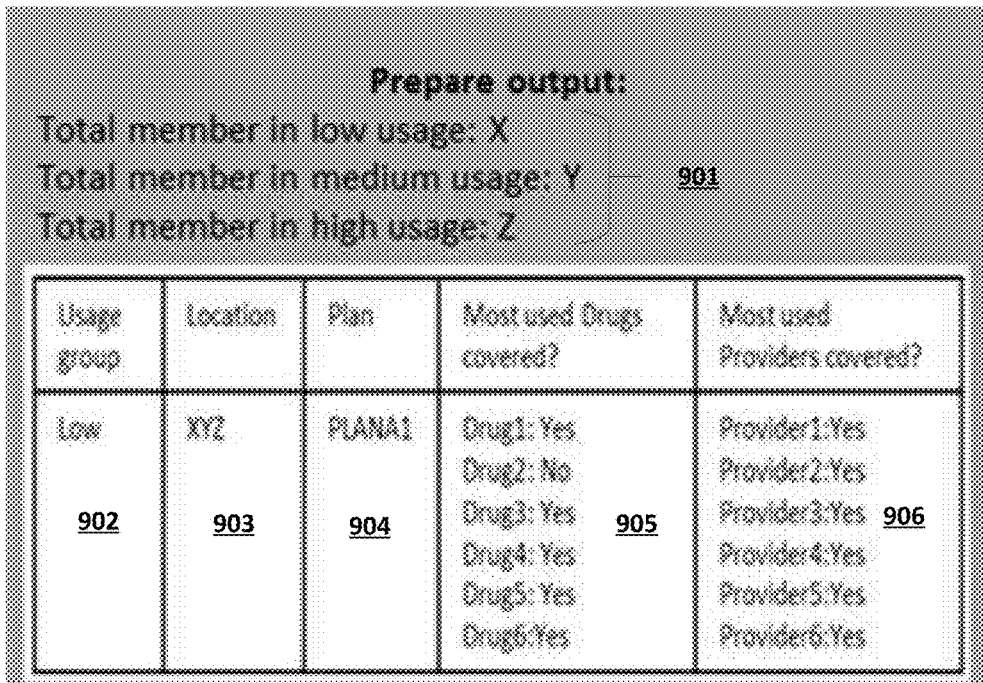 Prepare output:
Total member in low usage: X
Total member in medium usage: Y
901
Total member in high usage: Z
Usage group
Location
Plan
Most used Drugs covered?
Most used Providers covered?
Low
902
XYZ
903
PLANA1
904
Drug1: Yes
Drug2: No
Drug3: Yes
Drug4: Yes
Drug5: Yes
Drug6:Yes
905
Provider1:Yes
Provider2:Yes
Provider3:Yes
Provider4:Yes
Provider5:Yes
Provider6:Yes
906